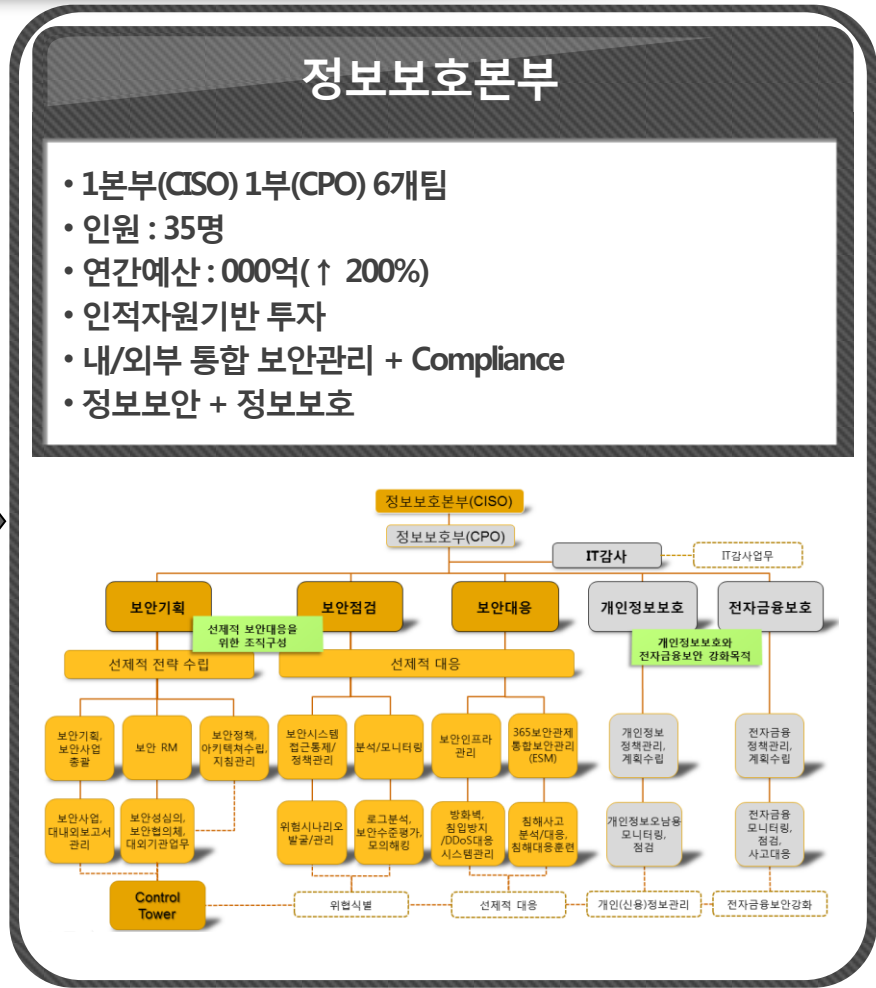 정보보호본부
• 1본부(CISO) 1부(CPO) 6개팀
• 인원 : 35명
• 연간예산 : 000억(↑ 200%)
• 인적자원기반 투자
• 내/외부 통합 보안관리 + Compliance
• 정보보안 + 정보보호
정보보호본부(CISO)
정보보호부(CPO)
IT감사
IT감사업무
보안기획
보안점검
보안대응
개인정보보호
전자금융보호
선제적 보안대응을
위한 조직구성
개인정보보호와
전자금융보안 강화목적
선제적 전략 수립
선제적 대응
보안기획,
보안사업
총괄
보안 RM
보안정책,
아키텍쳐수립,
지침관리
보안시스템
접근통제/
정책관리
분석/모니터링
보안인프라
관리
365보안관제
통합보안관리
(ESM)
개인정보
정책관리,
계획수립
전자금융
정책관리,
계획수립
보안사업,
대내외보고서
관리
보안성심의,
보안협의체,
대외기관업무
위험시나리오
발굴/관리
로그분석,
보안수준평가,
모의해킹
방화벽,
침입방지
/DDoS대응
시스템관리
침해사고
분석/대응,
침해대응훈련
개인정보오남용
모니터링,
점검
전자금융
모니터링,
점검,
사고대응
Control
Tower
위협식별
선제적 대응
개인(신용)정보관리
전자금융보안강화